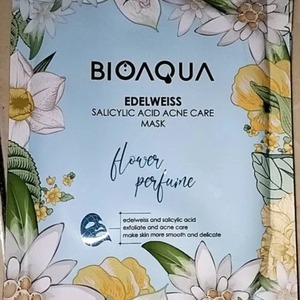 BIOAQUA
EDELWEISS
SALICYLIC ACID ACNE CARE
MASK
flower
perfume
edelweiss and salicylic acid
exfoliate and acne care
make skin more smooth and delicate